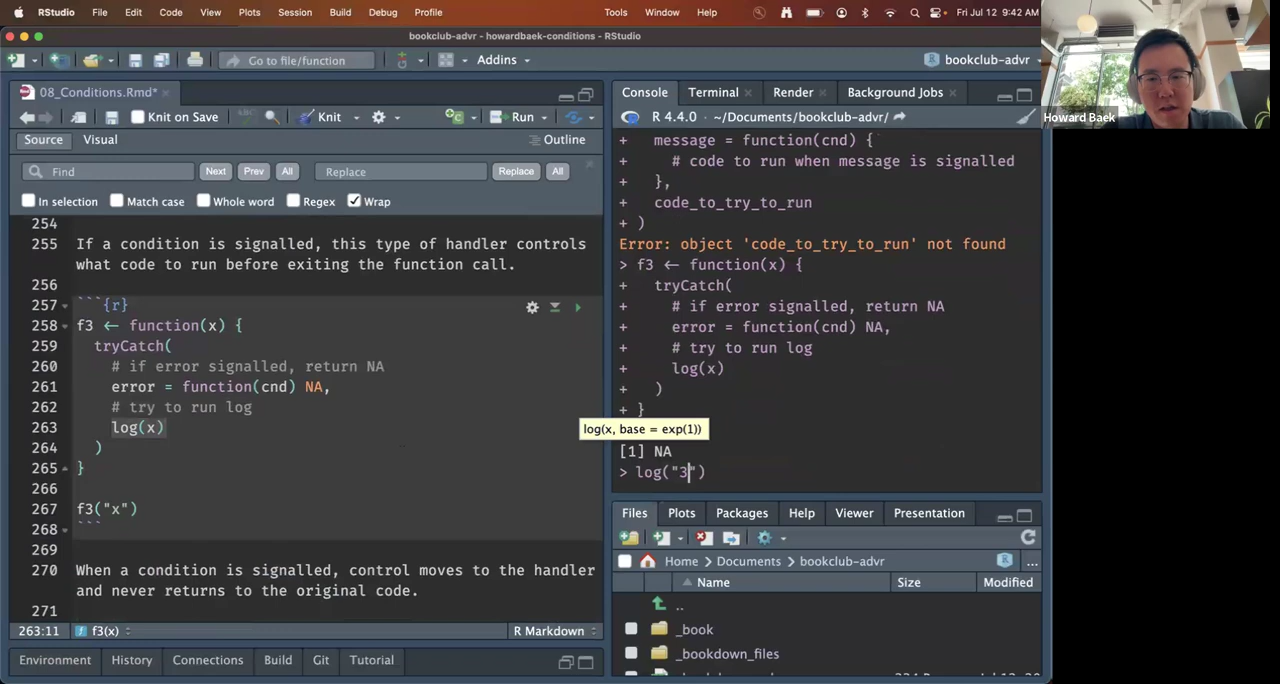 RStudio File Edit Code View Plots Session Build Debug Profile Tools Window Help Fri Jul 12 9:42 AM
bookclub-advr - howardbaek-conditions - RStudio
Go to file/function Addins bookclub-advr
08_Conditions.Rmd*
Knit on Save Knit Run
Source Visual Outline
Find Next Prev All Replace Replace All
In selection Match case Whole word Regex Wrap
254
255 If a condition is signalled, this type of handler controls
what code to run before exiting the function call.
256
257 ```{r}
258 f3 <- function(x) {
259 tryCatch(
260 # if error signalled, return NA
261 error = function(cnd) NA,
262 # try to run log
263 log(x)
264 )
265 }
266
267 f3("x")
268 ```
269
270 When a condition is signalled, control moves to the handler
and never returns to the original code.
271
263:11 f3(x) R Markdown
Environment History Connections Build Git Tutorial
Console Terminal Render Background Jobs
R 4.4.0 · ~/Documents/bookclub-advr/
+ message = function(cnd) {
+ # code to run when message is signalled
+ },
+ code_to_try_to_run
+ )
Error: object 'code_to_try_to_run' not found
> f3 <- function(x) {
+ tryCatch(
+ # if error signalled, return NA
+ error = function(cnd) NA,
+ # try to run log
+ log(x)
+ )
+ }
log(x, base = exp(1))
[1] NA
> log("3")
Files Plots Packages Help Viewer Presentation
Home Documents bookclub-advr ...
Name Size Modified
..
_book
_bookdown_files
Howard Baek